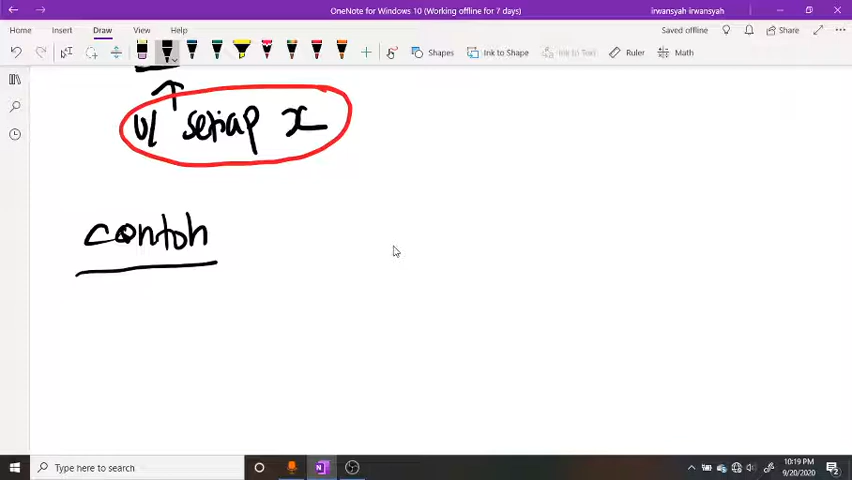 OneNote for Windows 10 (Working offline for 7 days)
irwansyah irwansyah
Home Insert Draw View Help
Saved offline Share
Shapes Ink to Shape Ink to Text Ruler Math
u/ setiap x
contoh
Type here to search
10:19 PM
9/20/2020
2